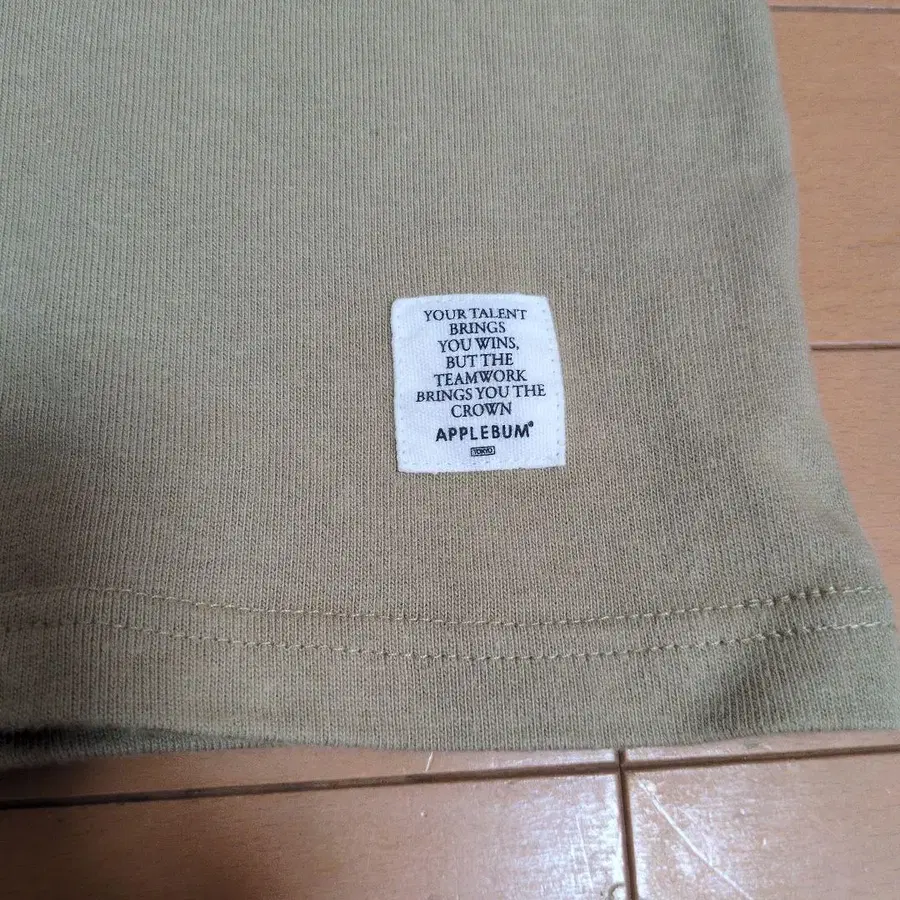 YOUR TALENT
BRINGS
YOU WINS,
BUT THE
TEAMWORK
BRINGS YOU THE
CROWN
APPLEBUM®
TOKYO